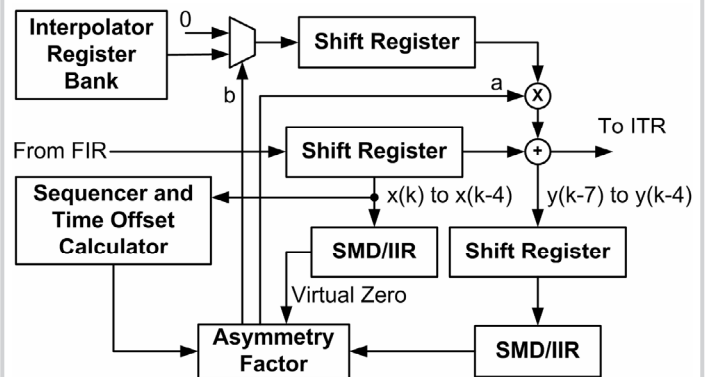 Interpolator
Register
Bank
0
Shift Register
b
a
X
To ITR
From FIR
Shift Register
+
Sequencer and
Time Offset
Calculator
x(k) to x(k-4)
y(k-7) to y(k-4)
SMD/IIR
Shift Register
Virtual Zero
Asymmetry
Factor
SMD/IIR